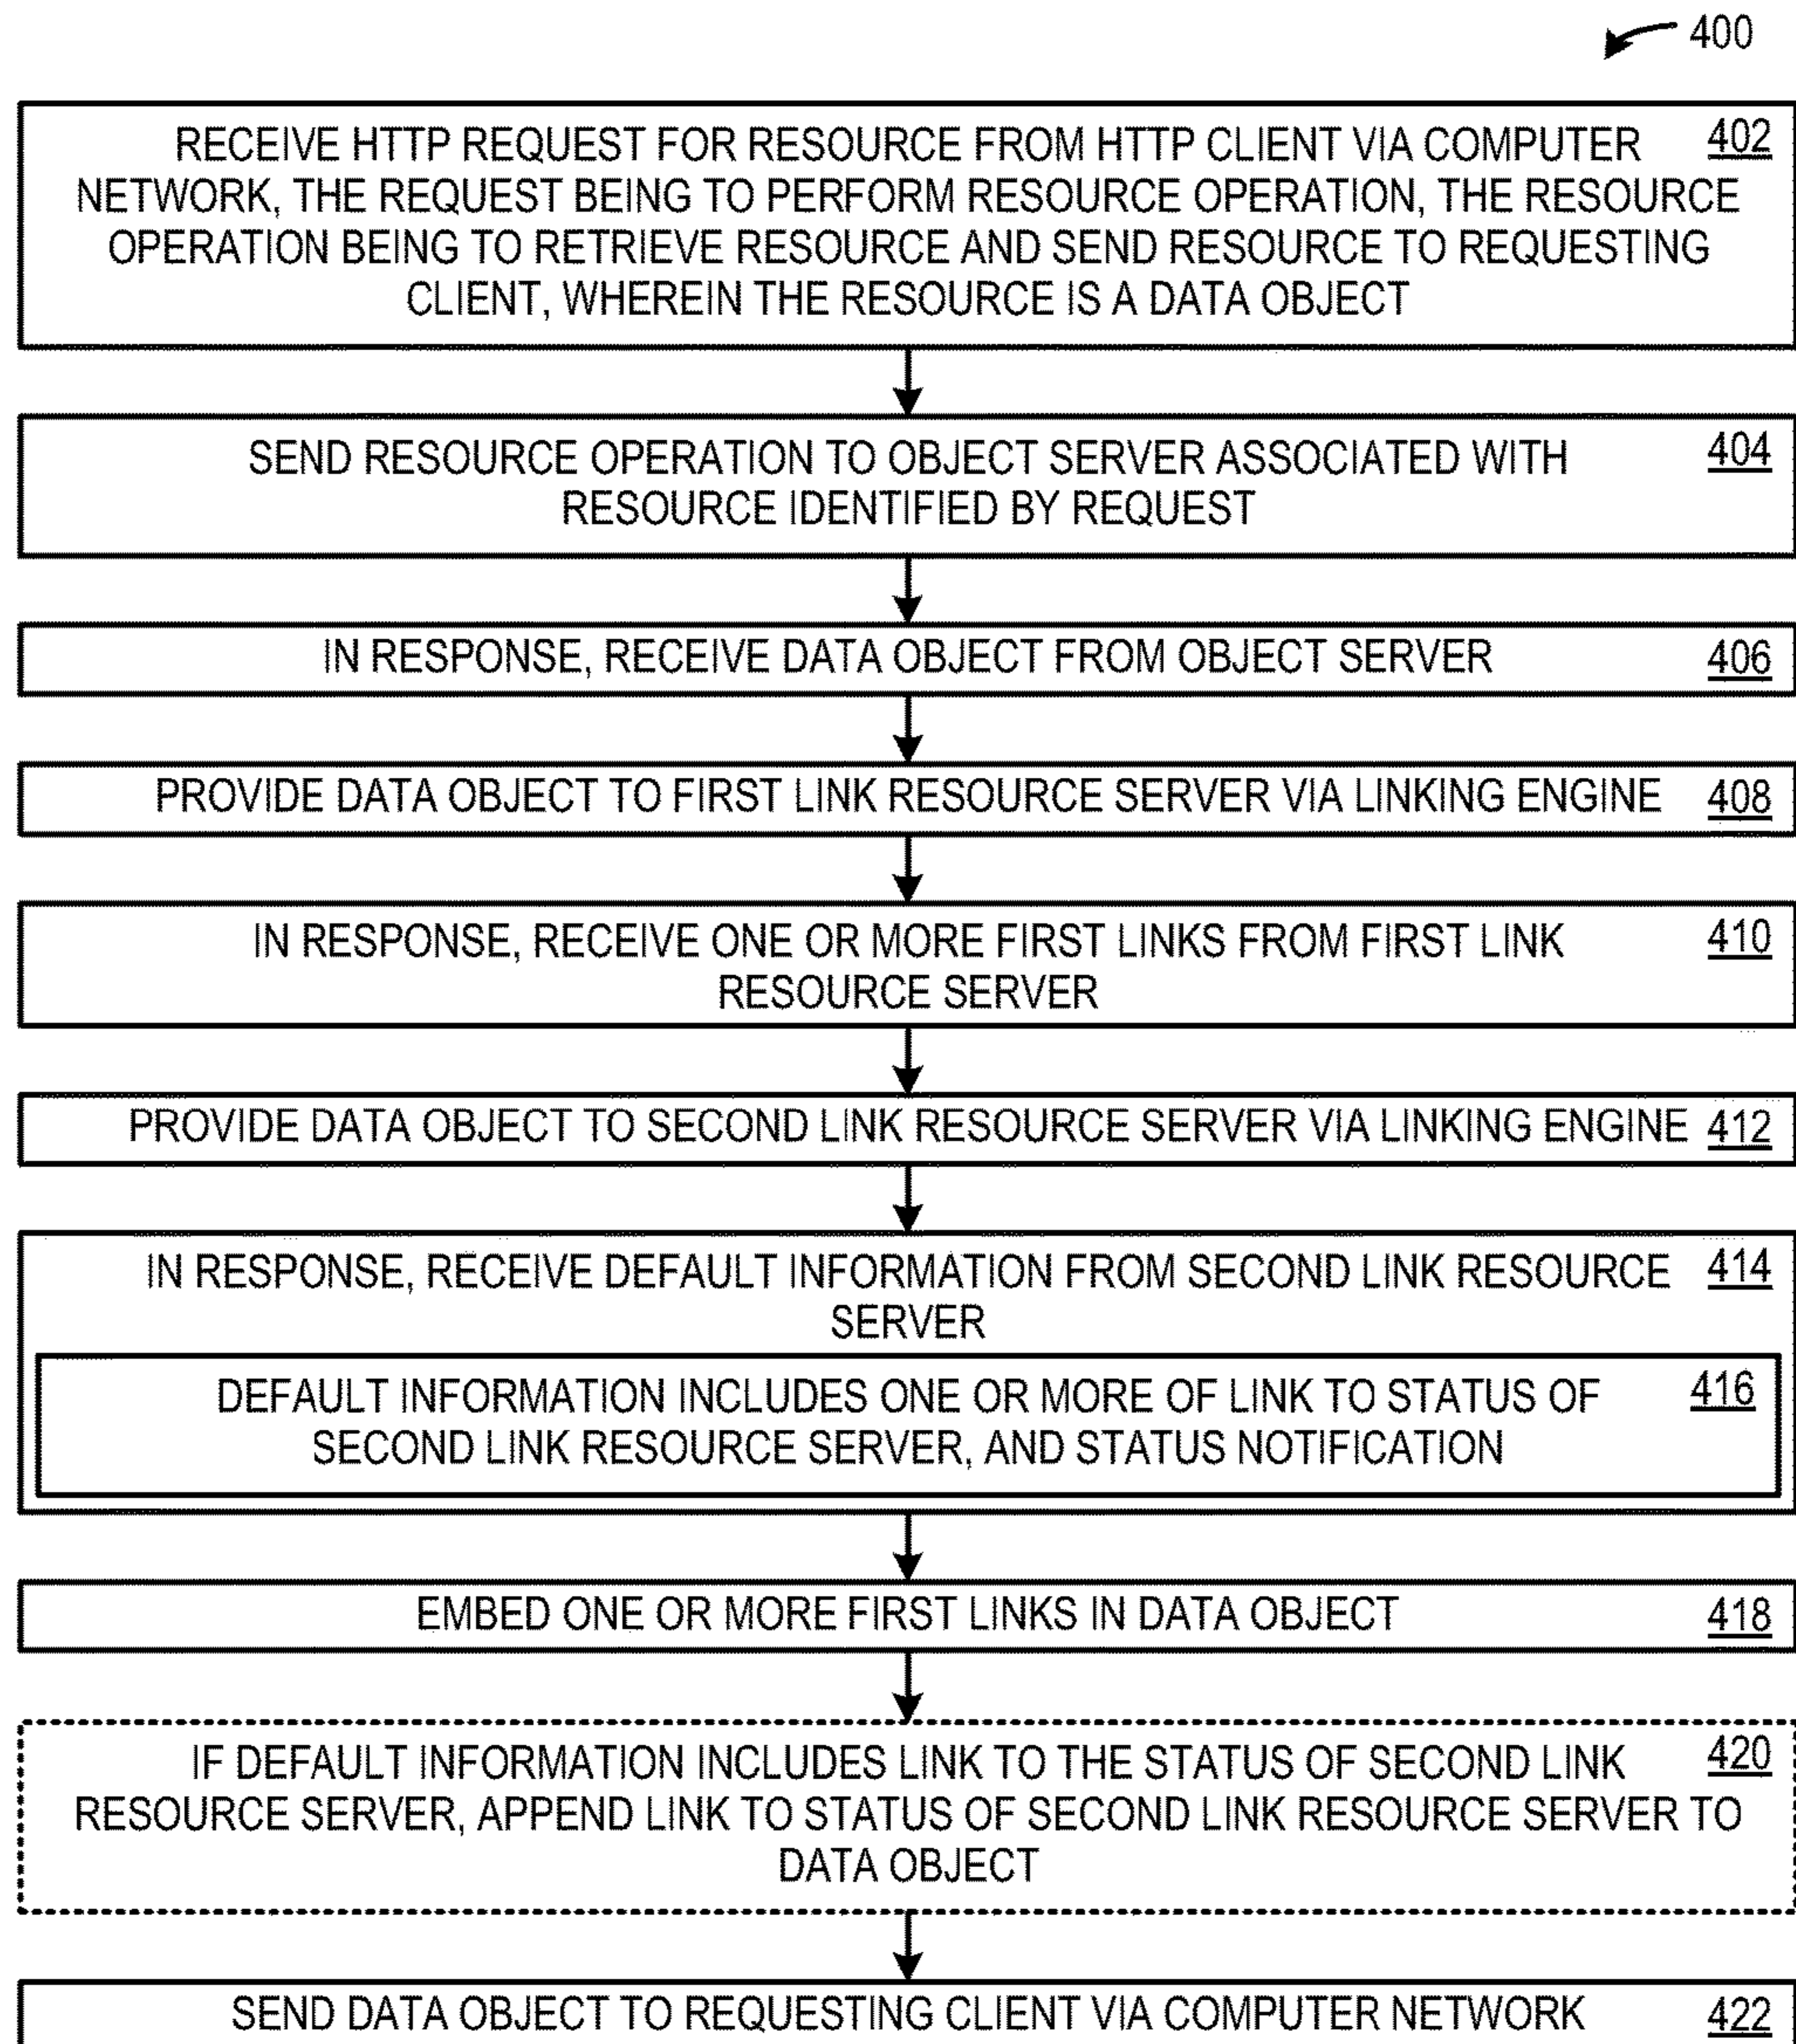 400
RECEIVE HTTP REQUEST FOR RESOURCE FROM HTTP CLIENT VIA COMPUTER 402
NETWORK, THE REQUEST BEING TO PERFORM RESOURCE OPERATION, THE RESOURCE
OPERATION BEING TO RETRIEVE RESOURCE AND SEND RESOURCE TO REQUESTING
CLIENT, WHEREIN THE RESOURCE IS A DATA OBJECT
SEND RESOURCE OPERATION TO OBJECT SERVER ASSOCIATED WITH 404
RESOURCE IDENTIFIED BY REQUEST
IN RESPONSE, RECEIVE DATA OBJECT FROM OBJECT SERVER 406
PROVIDE DATA OBJECT TO FIRST LINK RESOURCE SERVER VIA LINKING ENGINE 408
IN RESPONSE, RECEIVE ONE OR MORE FIRST LINKS FROM FIRST LINK 410
RESOURCE SERVER
PROVIDE DATA OBJECT TO SECOND LINK RESOURCE SERVER VIA LINKING ENGINE 412
IN RESPONSE, RECEIVE DEFAULT INFORMATION FROM SECOND LINK RESOURCE 414
SERVER
DEFAULT INFORMATION INCLUDES ONE OR MORE OF LINK TO STATUS OF 416
SECOND LINK RESOURCE SERVER, AND STATUS NOTIFICATION
EMBED ONE OR MORE FIRST LINKS IN DATA OBJECT 418
IF DEFAULT INFORMATION INCLUDES LINK TO THE STATUS OF SECOND LINK 420
RESOURCE SERVER, APPEND LINK TO STATUS OF SECOND LINK RESOURCE SERVER TO
DATA OBJECT
SEND DATA OBJECT TO REQUESTING CLIENT VIA COMPUTER NETWORK 422